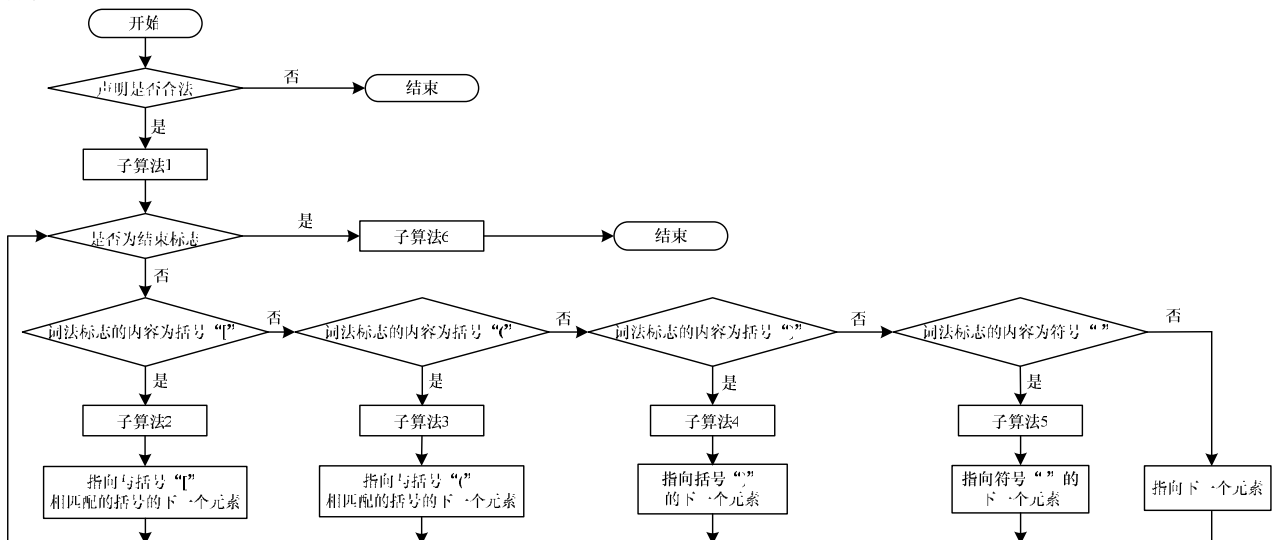 开始
声明是否合法
否
结束
是
子算法1
是否为结束标志
是
子算法6
结束
否
词法标志的内容为括号“[”
否
词法标志的内容为括号“(”
否
词法标志的内容为括号“)”
否
词法标志的内容为符号“ ”
否
是
是
是
是
子算法2
子算法3
子算法4
子算法5
指向与括号“[”
相匹配的括号的下一个元素
指向与括号“(”
相匹配的括号的下一个元素
指向括号“)”
的下一个元素
指向符号“ ”的
下一个元素
指向下一个元素